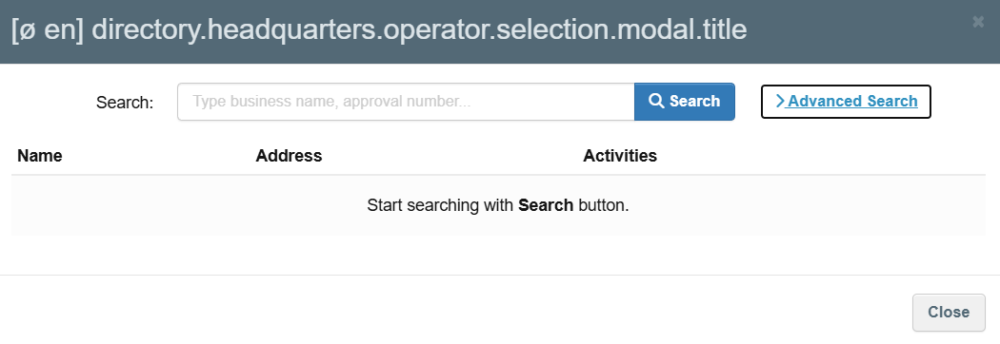 [ø en] directory.headquarters.operator.selection.modal.title
Search: Type business name, approval number... Search Advanced Search
Name Address Activities
Start searching with Search button.
Close